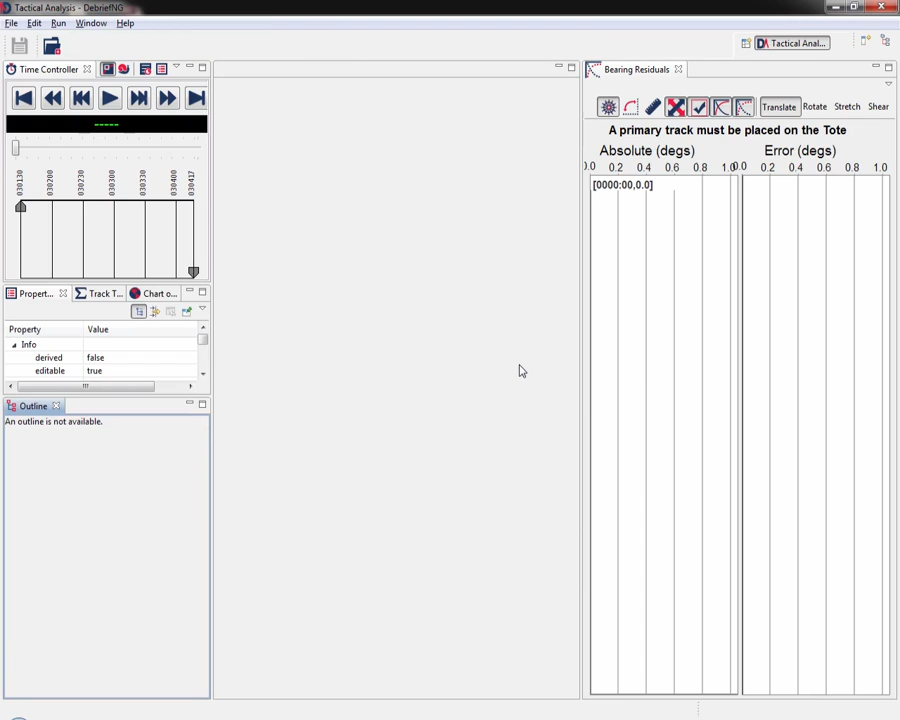 Tactical Analysis - DebriefNG
File Edit Run Window Help
Tactical Anal...
Time Controller
-----
030130 030200 030230 030300 030330 030400 030417
Propert... Track T... Chart o...
Property Value
Info
derived false
editable true
Outline
An outline is not available.
Bearing Residuals
Translate Rotate Stretch Shear
A primary track must be placed on the Tote
Absolute (degs) Error (degs)
0.0 0.2 0.4 0.6 0.8 1.0 0.0 0.2 0.4 0.6 0.8 1.0
[0000:00,0.0]